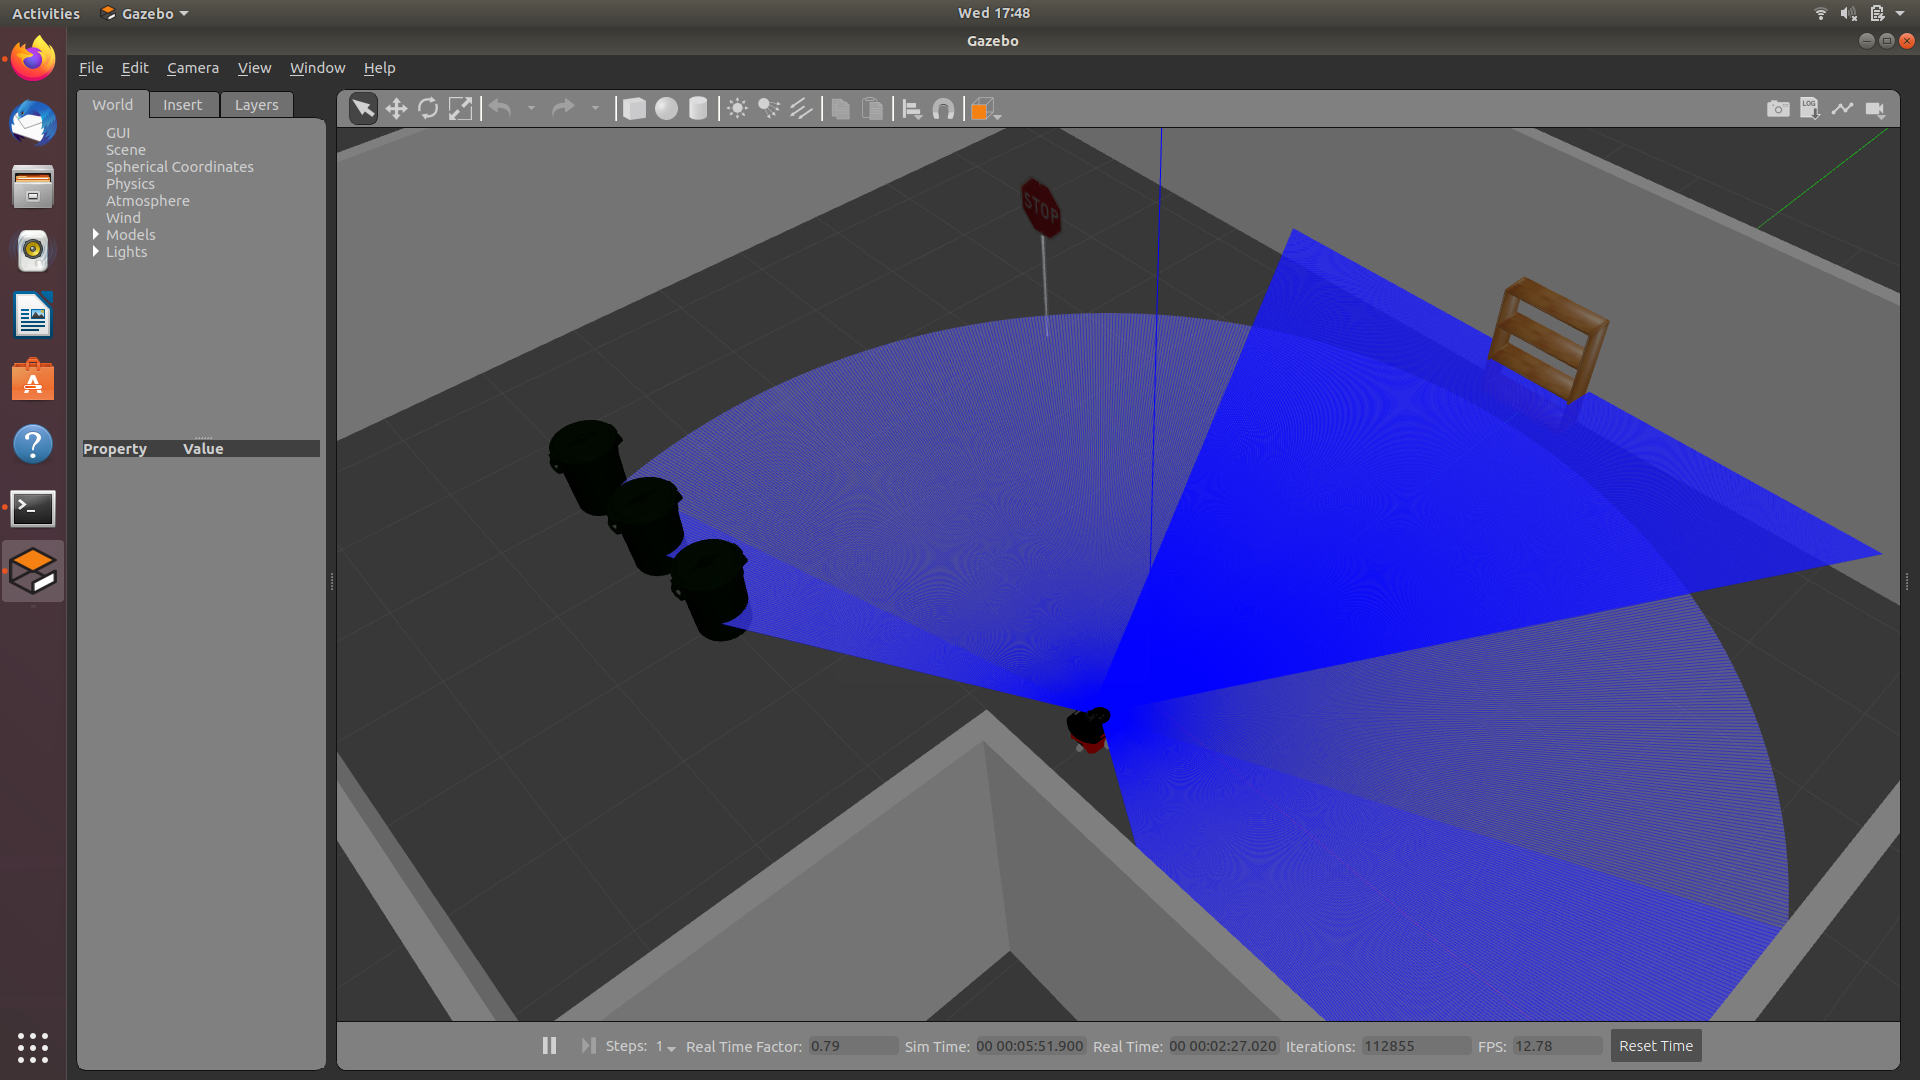 Activities Gazebo Wed 17:48
Gazebo
File Edit Camera View Window Help
World Insert Layers
GUI
Scene
Spherical Coordinates
Physics
Atmosphere
Wind
Models
Lights
Property Value
LOG
STOP
Steps: 1 Real Time Factor: 0.79 Sim Time: 00 00:05:51.900 Real Time: 00 00:02:27.020 Iterations: 112855 FPS: 12.78 Reset Time